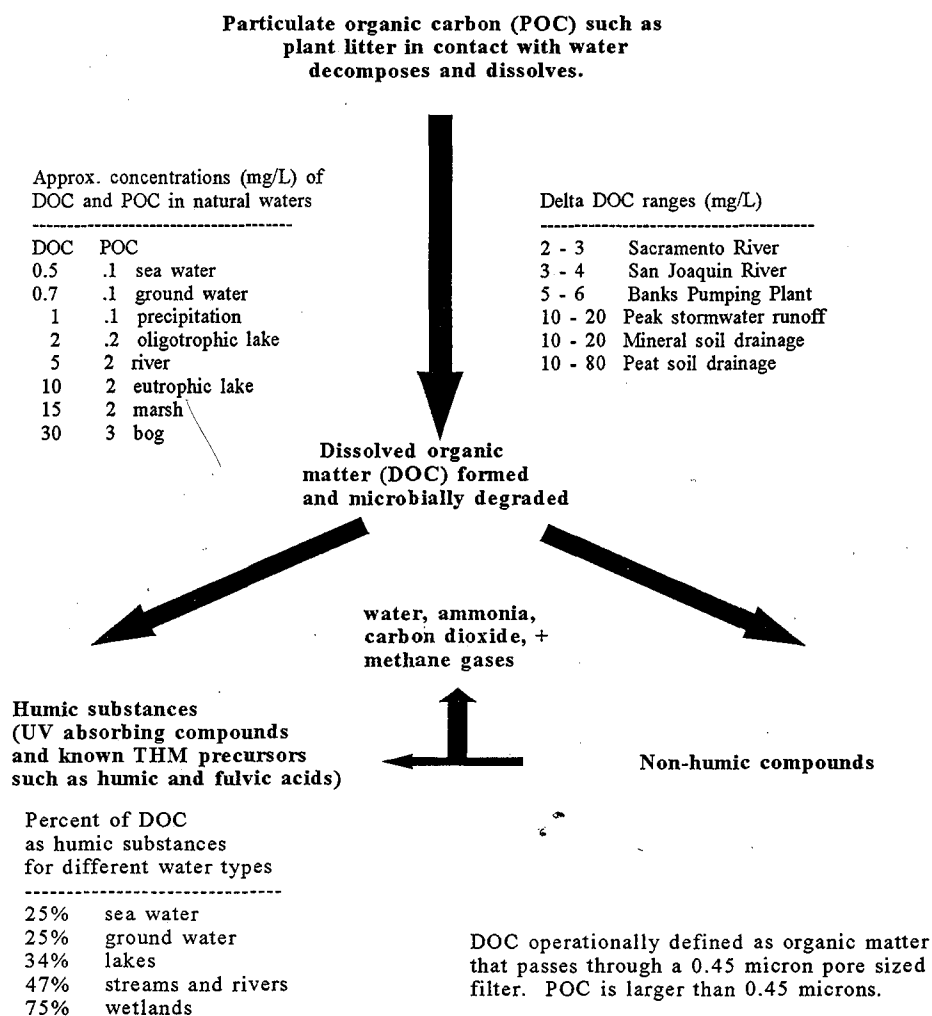 Particulate organic carbon (POC) such as
plant litter in contact with water
decomposes and dissolves.
Approx. concentrations (mg/L) of
DOC and POC in natural waters
----------------------------------
DOC POC
0.5 .1 sea water
0.7 .1 ground water
1 .1 precipitation
2 .2 oligotrophic lake
5 2 river
10 2 eutrophic lake
15 2 marsh
30 3 bog
Delta DOC ranges (mg/L)
------------------------------------
2 - 3 Sacramento River
3 - 4 San Joaquin River
5 - 6 Banks Pumping Plant
10 - 20 Peak stormwater runoff
10 - 20 Mineral soil drainage
10 - 80 Peat soil drainage
Dissolved organic
matter (DOC) formed
and microbially degraded
water, ammonia,
carbon dioxide, +
methane gases
Humic substances
(UV absorbing compounds
and known THM precursors
such as humic and fulvic acids)
Non-humic compounds
Percent of DOC
as humic substances
for different water types
-------------------------------
25% sea water
25% ground water
34% lakes
47% streams and rivers
75% wetlands
DOC operationally defined as organic matter
that passes through a 0.45 micron pore sized
filter. POC is larger than 0.45 microns.